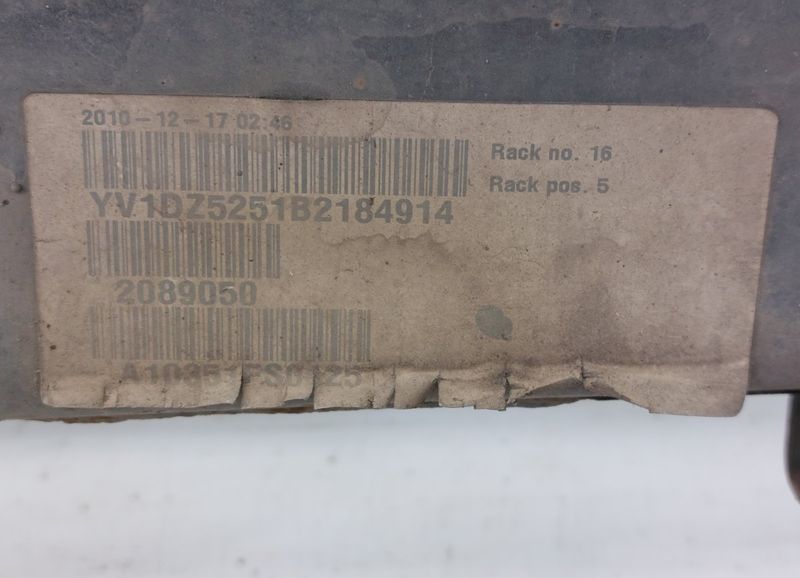 2010-12-17 02:46
Rack no. 16
Rack pos. 5
YV1DZ5251B2184914
2089050